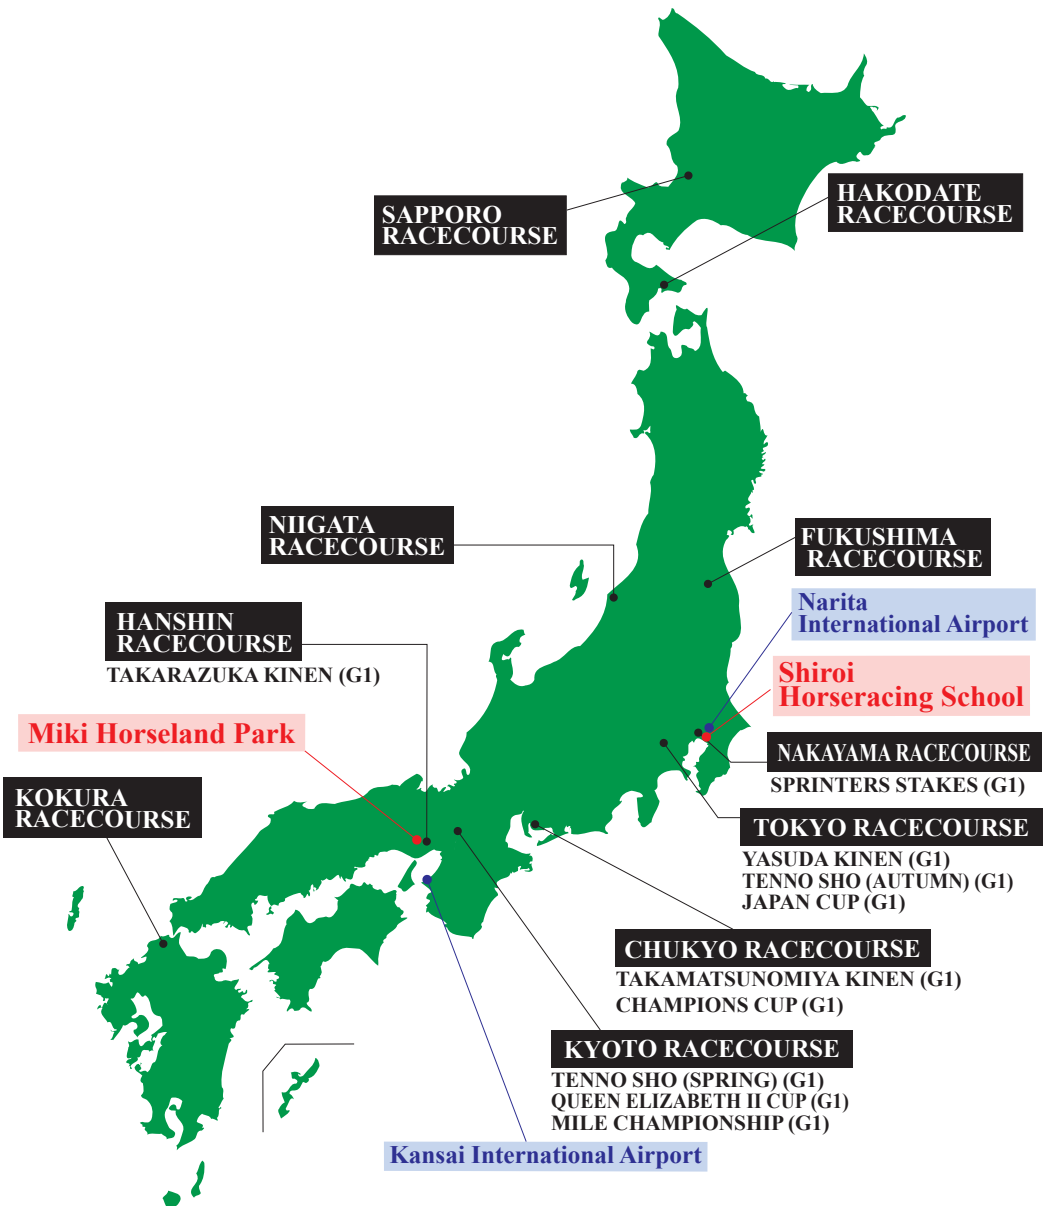 SAPPORO
RACECOURSE
HAKODATE
RACECOURSE
NIIGATA
RACECOURSE
FUKUSHIMA
RACECOURSE
Narita
International Airport
HANSHIN
RACECOURSE
TAKARAZUKA KINEN (G1)
Shiroi
Horseracing School
Miki Horseland Park
NAKAYAMA RACECOURSE
SPRINTERS STAKES (G1)
KOKURA
RACECOURSE
TOKYO RACECOURSE
YASUDA KINEN (G1)
TENNO SHO (AUTUMN) (G1)
JAPAN CUP (G1)
CHUKYO RACECOURSE
TAKAMATSUNOMIYA KINEN (G1)
CHAMPIONS CUP (G1)
KYOTO RACECOURSE
TENNO SHO (SPRING) (G1)
QUEEN ELIZABETH II CUP (G1)
MILE CHAMPIONSHIP (G1)
Kansai International Airport